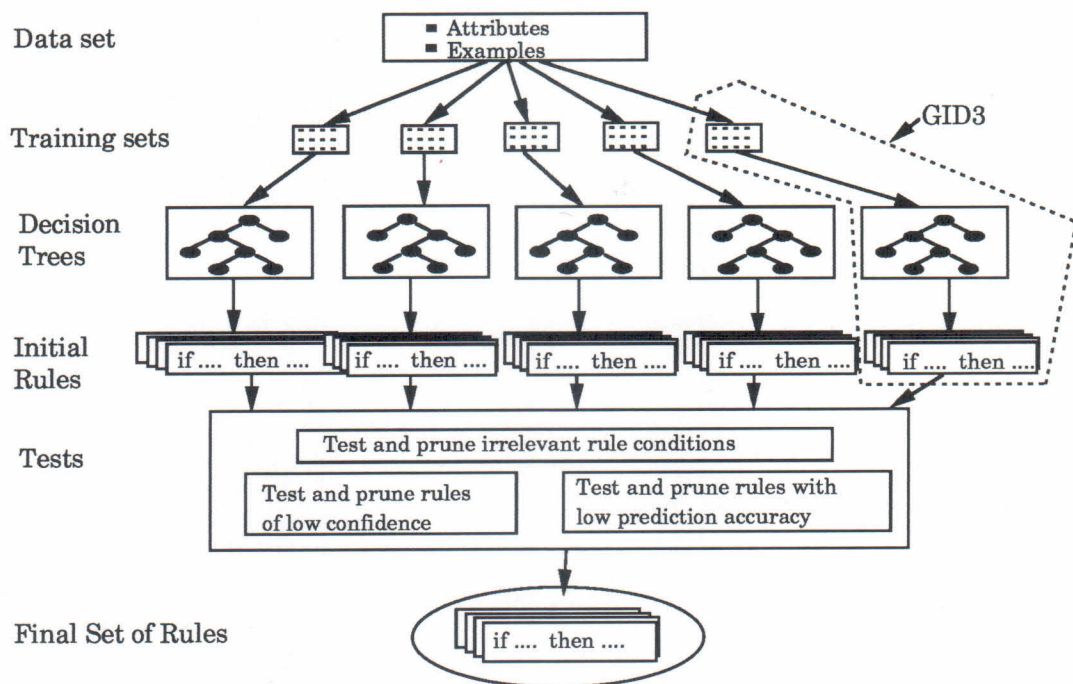 Data set
Attributes
Examples
Training sets
GID3
Decision
Trees
Initial
Rules
if .... then ....
if .... then ....
if .... then ....
if .... then ....
if .... then ....
Tests
Test and prune irrelevant rule conditions
Test and prune rules
of low confidence
Test and prune rules with
low prediction accuracy
Final Set of Rules
if .... then ....